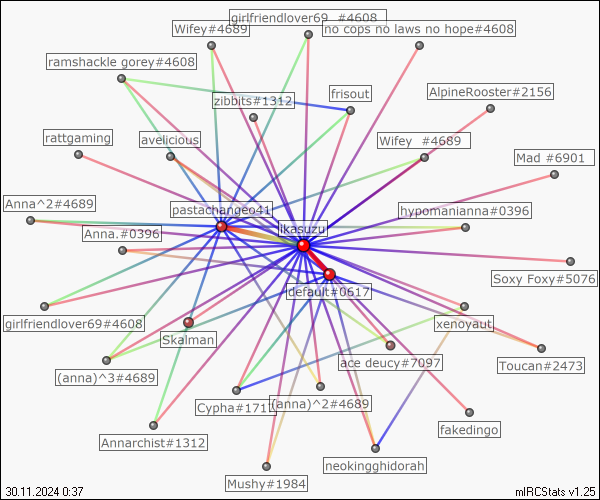 girlfriendlover69 #4608
Wifey#4689
no cops no laws no hope#4608
ramshackle gorey#4608
AlpineRooster#2156
zibbits#1312
frisout
rattgaming
avelicious
Wifey #4689
Mad #6901
Anna^2#4689
pastachangeo41
hypomanianna#0396
ikasuzu
Anna.#0396
Soxy Foxy#5076
default#0617
girlfriendlover69#4608
xenoyaut
Skalman
ace deucy#7097
Toucan#2473
(anna)^3#4689
Cypha#171
(anna)^2#4689
fakedingo
Annarchist#1312
neokingghidorah
Mushy#1984
30.11.2024 0:37
mIRCStats v1.25